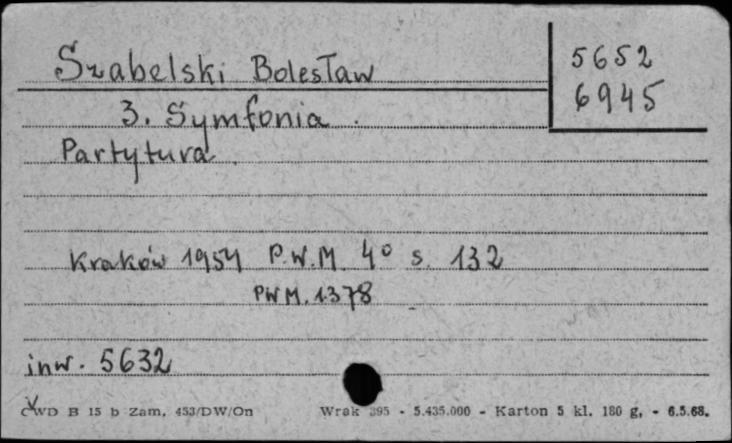 Szabelski Bolesław
5652
6945
3. Symfonia.
Partytura.
Kraków 1954 P.W.M. 4° s. 132
PWM. 1378
inw. 5632
CWD B 15 b Zam. 453/DW/On Wrak 395 - 5.435.000 - Karton 5 kl. 180 g. - 6.5.68.